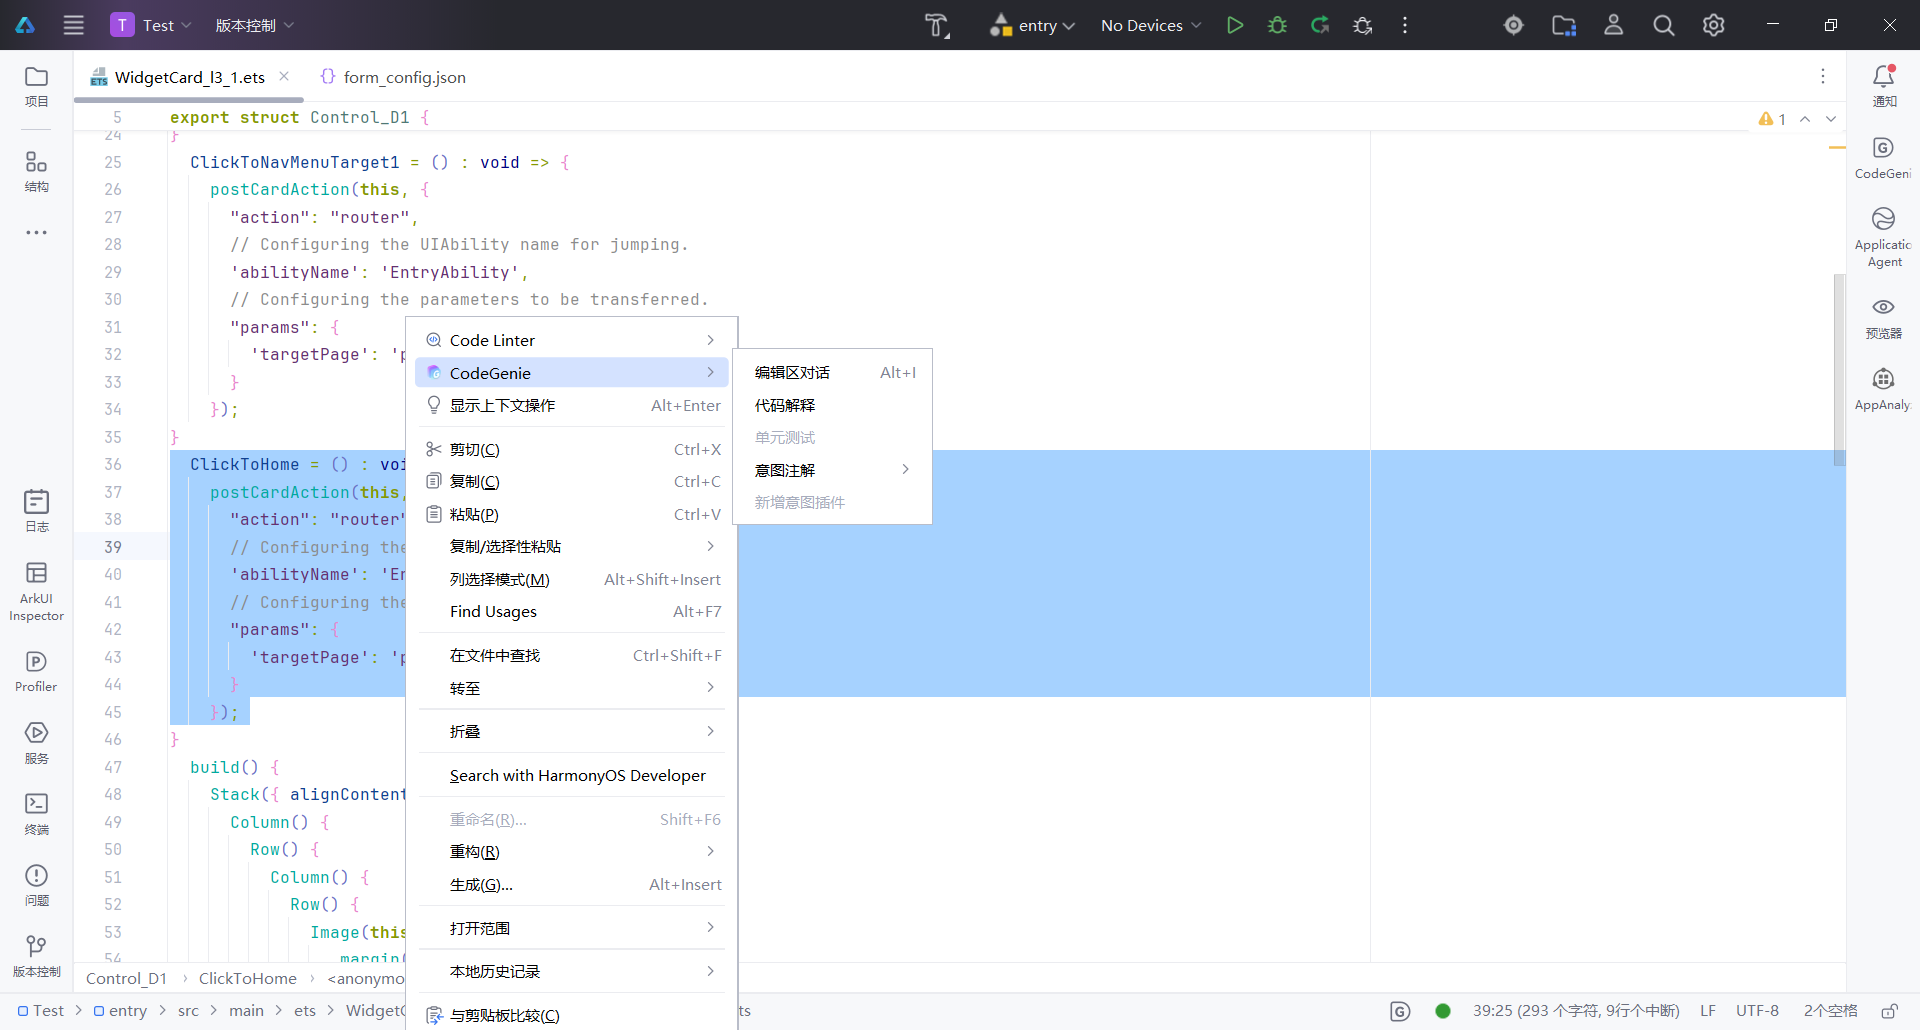 T Test 版本控制 entry No Devices
项目
结构
日志
ArkUI
Inspector
Profiler
服务
终端
问题
版本控制
WidgetCard_l3_1.ets form_config.json
5 export struct Control_D1 {
24 }
25 ClickToNavMenuTarget1 = () : void => {
26 postCardAction(this, {
27 "action": "router",
28 // Configuring the UIAbility name for jumping.
29 'abilityName': 'EntryAbility',
30 // Configuring the parameters to be transferred.
31 "params": {
32 'targetPage': 'p
33 }
34 });
35 }
36 ClickToHome = () : voi
37 postCardAction(this,
38 "action": "router"
39 // Configuring the
40 'abilityName': 'En
41 // Configuring the
42 "params": {
43 'targetPage': 'p
44 }
45 });
46 }
47 build() {
48 Stack({ alignContent
49 Column() {
50 Row() {
51 Column() {
52 Row() {
53 Image(this
54 margin(
1
Code Linter
CodeGenie
显示上下文操作 Alt+Enter
剪切(C) Ctrl+X
复制(C) Ctrl+C
粘贴(P) Ctrl+V
复制/选择性粘贴
列选择模式(M) Alt+Shift+Insert
Find Usages Alt+F7
在文件中查找 Ctrl+Shift+F
转至
折叠
Search with HarmonyOS Developer
重命名(R)... Shift+F6
重构(R)
生成(G)... Alt+Insert
打开范围
本地历史记录
与剪贴板比较(C)
编辑区对话 Alt+I
代码解释
单元测试
意图注解
新增意图插件
通知
CodeGeni
Applicatic
Agent
预览器
AppAnaly
Control_D1 › ClickToHome › <anonymo
Test > entry > src > main > ets > WidgetC ts 39:25 (293 个字符, 9行个中断) LF UTF-8 2个空格